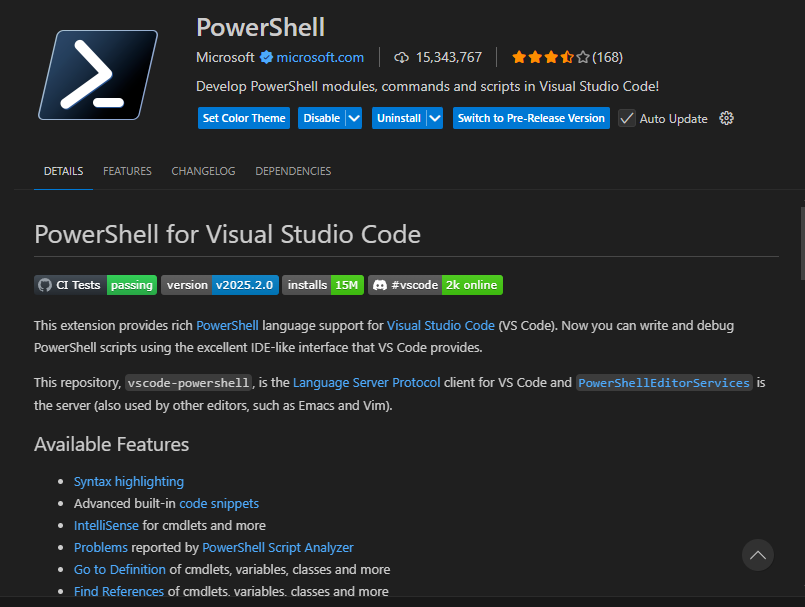 PowerShell
Microsoft microsoft.com 15,343,767 (168)
Develop PowerShell modules, commands and scripts in Visual Studio Code!
Set Color Theme Disable Uninstall Switch to Pre-Release Version Auto Update
DETAILS FEATURES CHANGELOG DEPENDENCIES
PowerShell for Visual Studio Code
CI Tests passing version v2025.2.0 installs 15M #vscode 2k online
This extension provides rich PowerShell language support for Visual Studio Code (VS Code). Now you can write and debug
PowerShell scripts using the excellent IDE-like interface that VS Code provides.
This repository, vscode-powershell, is the Language Server Protocol client for VS Code and PowerShellEditorServices is
the server (also used by other editors, such as Emacs and Vim).
Available Features
• Syntax highlighting
• Advanced built-in code snippets
• IntelliSense for cmdlets and more
• Problems reported by PowerShell Script Analyzer
• Go to Definition of cmdlets, variables, classes and more
• Find References of cmdlets, variables, classes and more